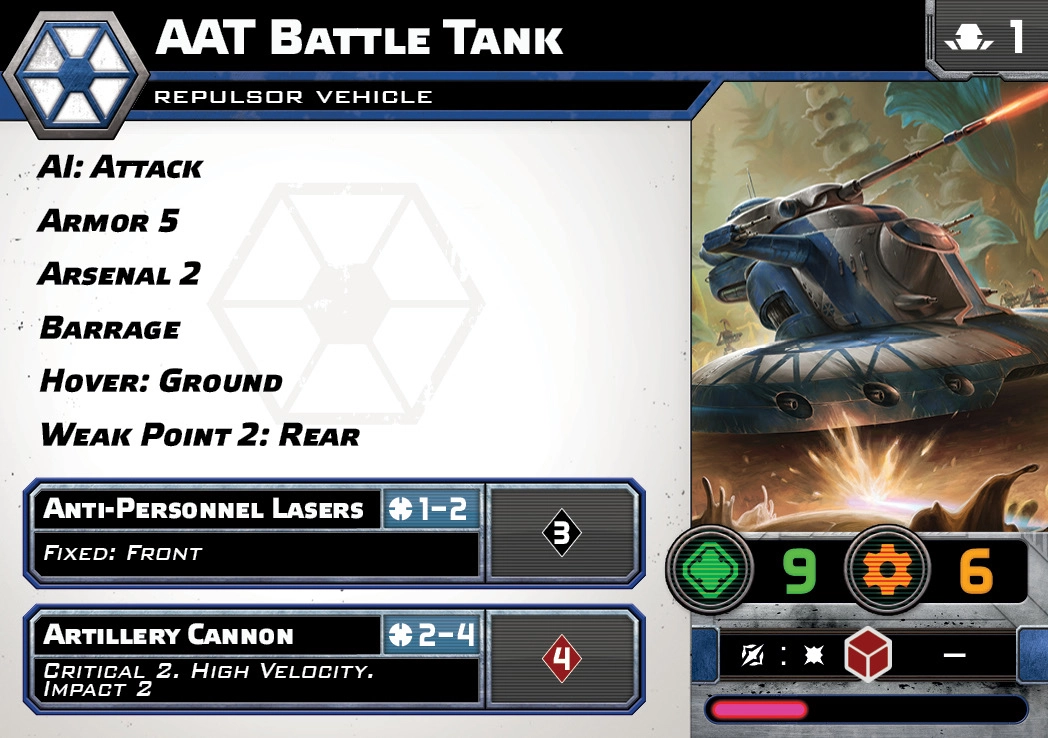 AAT Battle Tank
1
Repulsor Vehicle
AI: Attack
Armor 5
Arsenal 2
Barrage
Hover: Ground
Weak Point 2: Rear
Anti-Personnel Lasers 1–2
3
Fixed: Front
Artillery Cannon 2–4
4
Critical 2. High Velocity.
Impact 2
9 6
: –